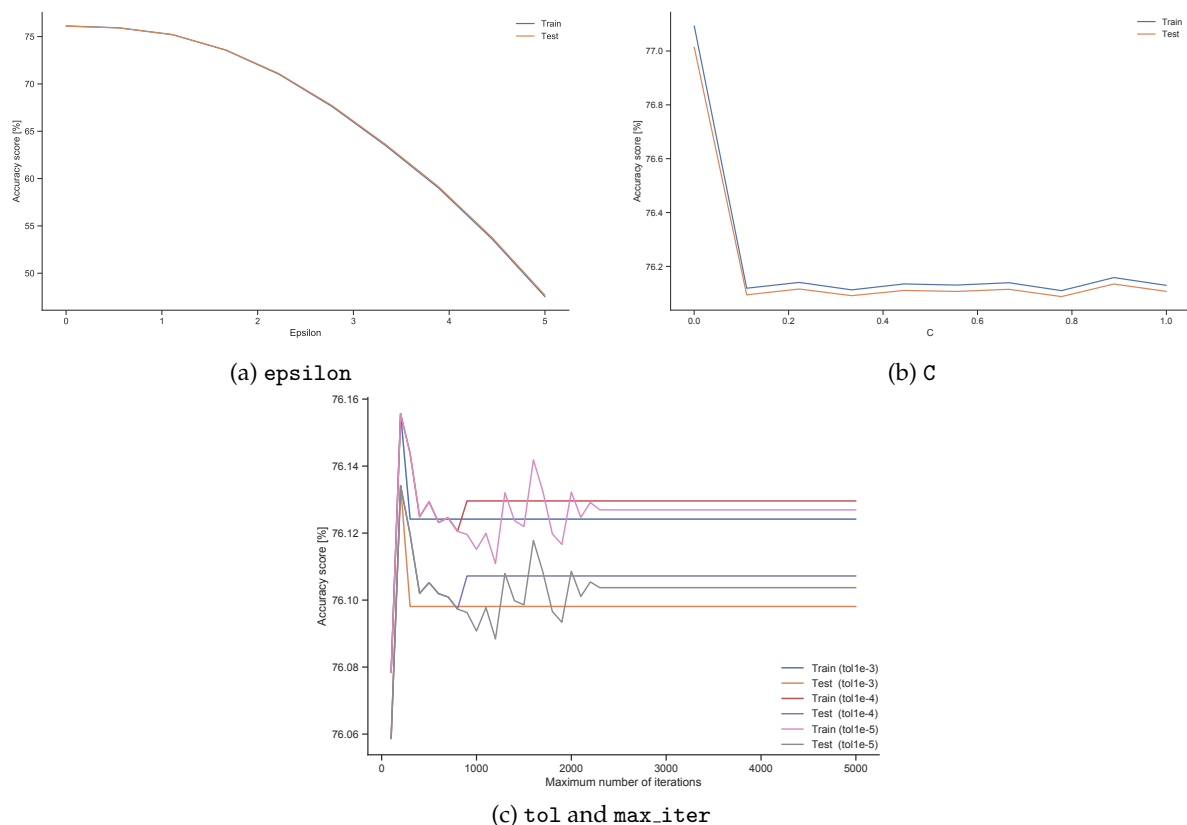 Accuracy score [%]
75
70
65
60
55
50
0 1 2 3 4 5
Epsilon
Train
Test
(a) epsilon
Accuracy score [%]
77.0
76.8
76.6
76.4
76.2
0.0 0.2 0.4 0.6 0.8 1.0
C
Train
Test
(b) C
Accuracy score [%]
76.16
76.14
76.12
76.10
76.08
76.06
0 1000 2000 3000 4000 5000
Maximum number of iterations
Train (tol1e-3)
Test (tol1e-3)
Train (tol1e-4)
Test (tol1e-4)
Train (tol1e-5)
Test (tol1e-5)
(c) tol and max_iter